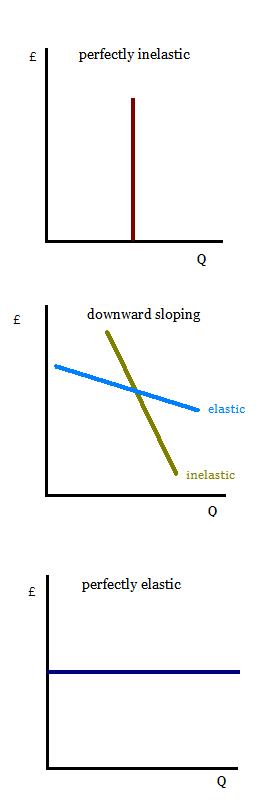 perfectly inelastic
£
Q
downward sloping
£
elastic
inelastic
Q
perfectly elastic
£
Q